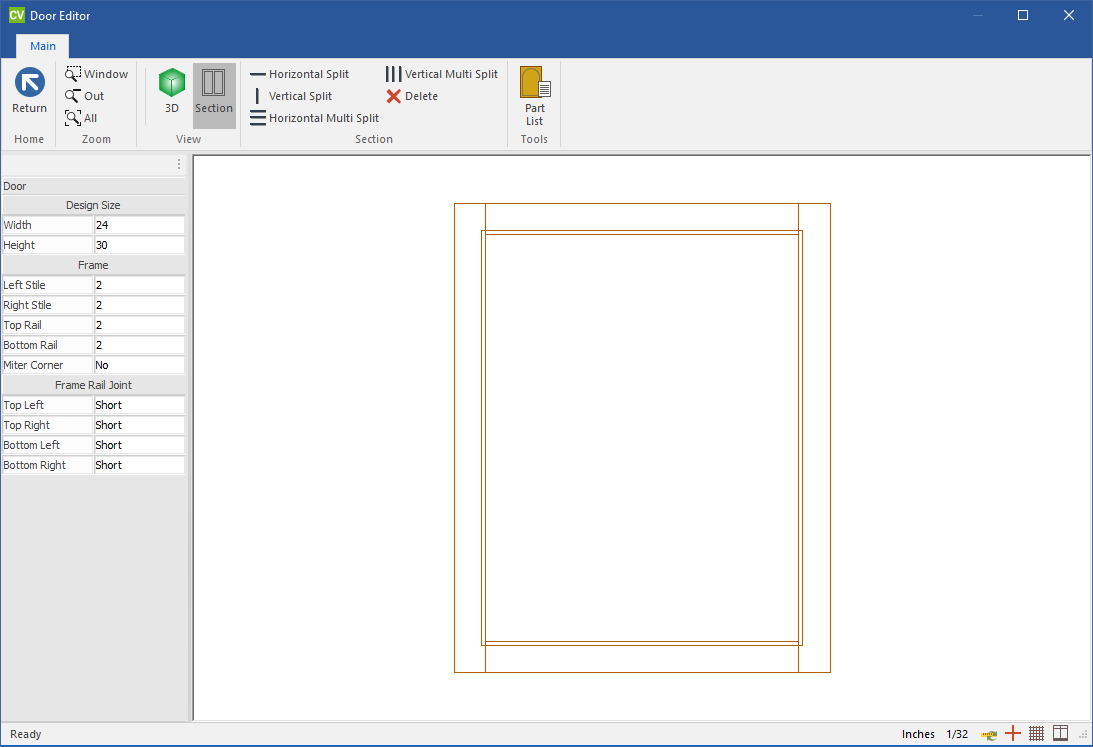 CV Door Editor
Main
Return
Home
Window
Out
All
Zoom
3D
Section
View
Horizontal Split
Vertical Split
Horizontal Multi Split
Vertical Multi Split
Delete
Section
Part
List
Tools
Door
Design Size
Width 24
Height 30
Frame
Left Stile 2
Right Stile 2
Top Rail 2
Bottom Rail 2
Miter Corner No
Frame Rail Joint
Top Left Short
Top Right Short
Bottom Left Short
Bottom Right Short
Ready
Inches 1/32